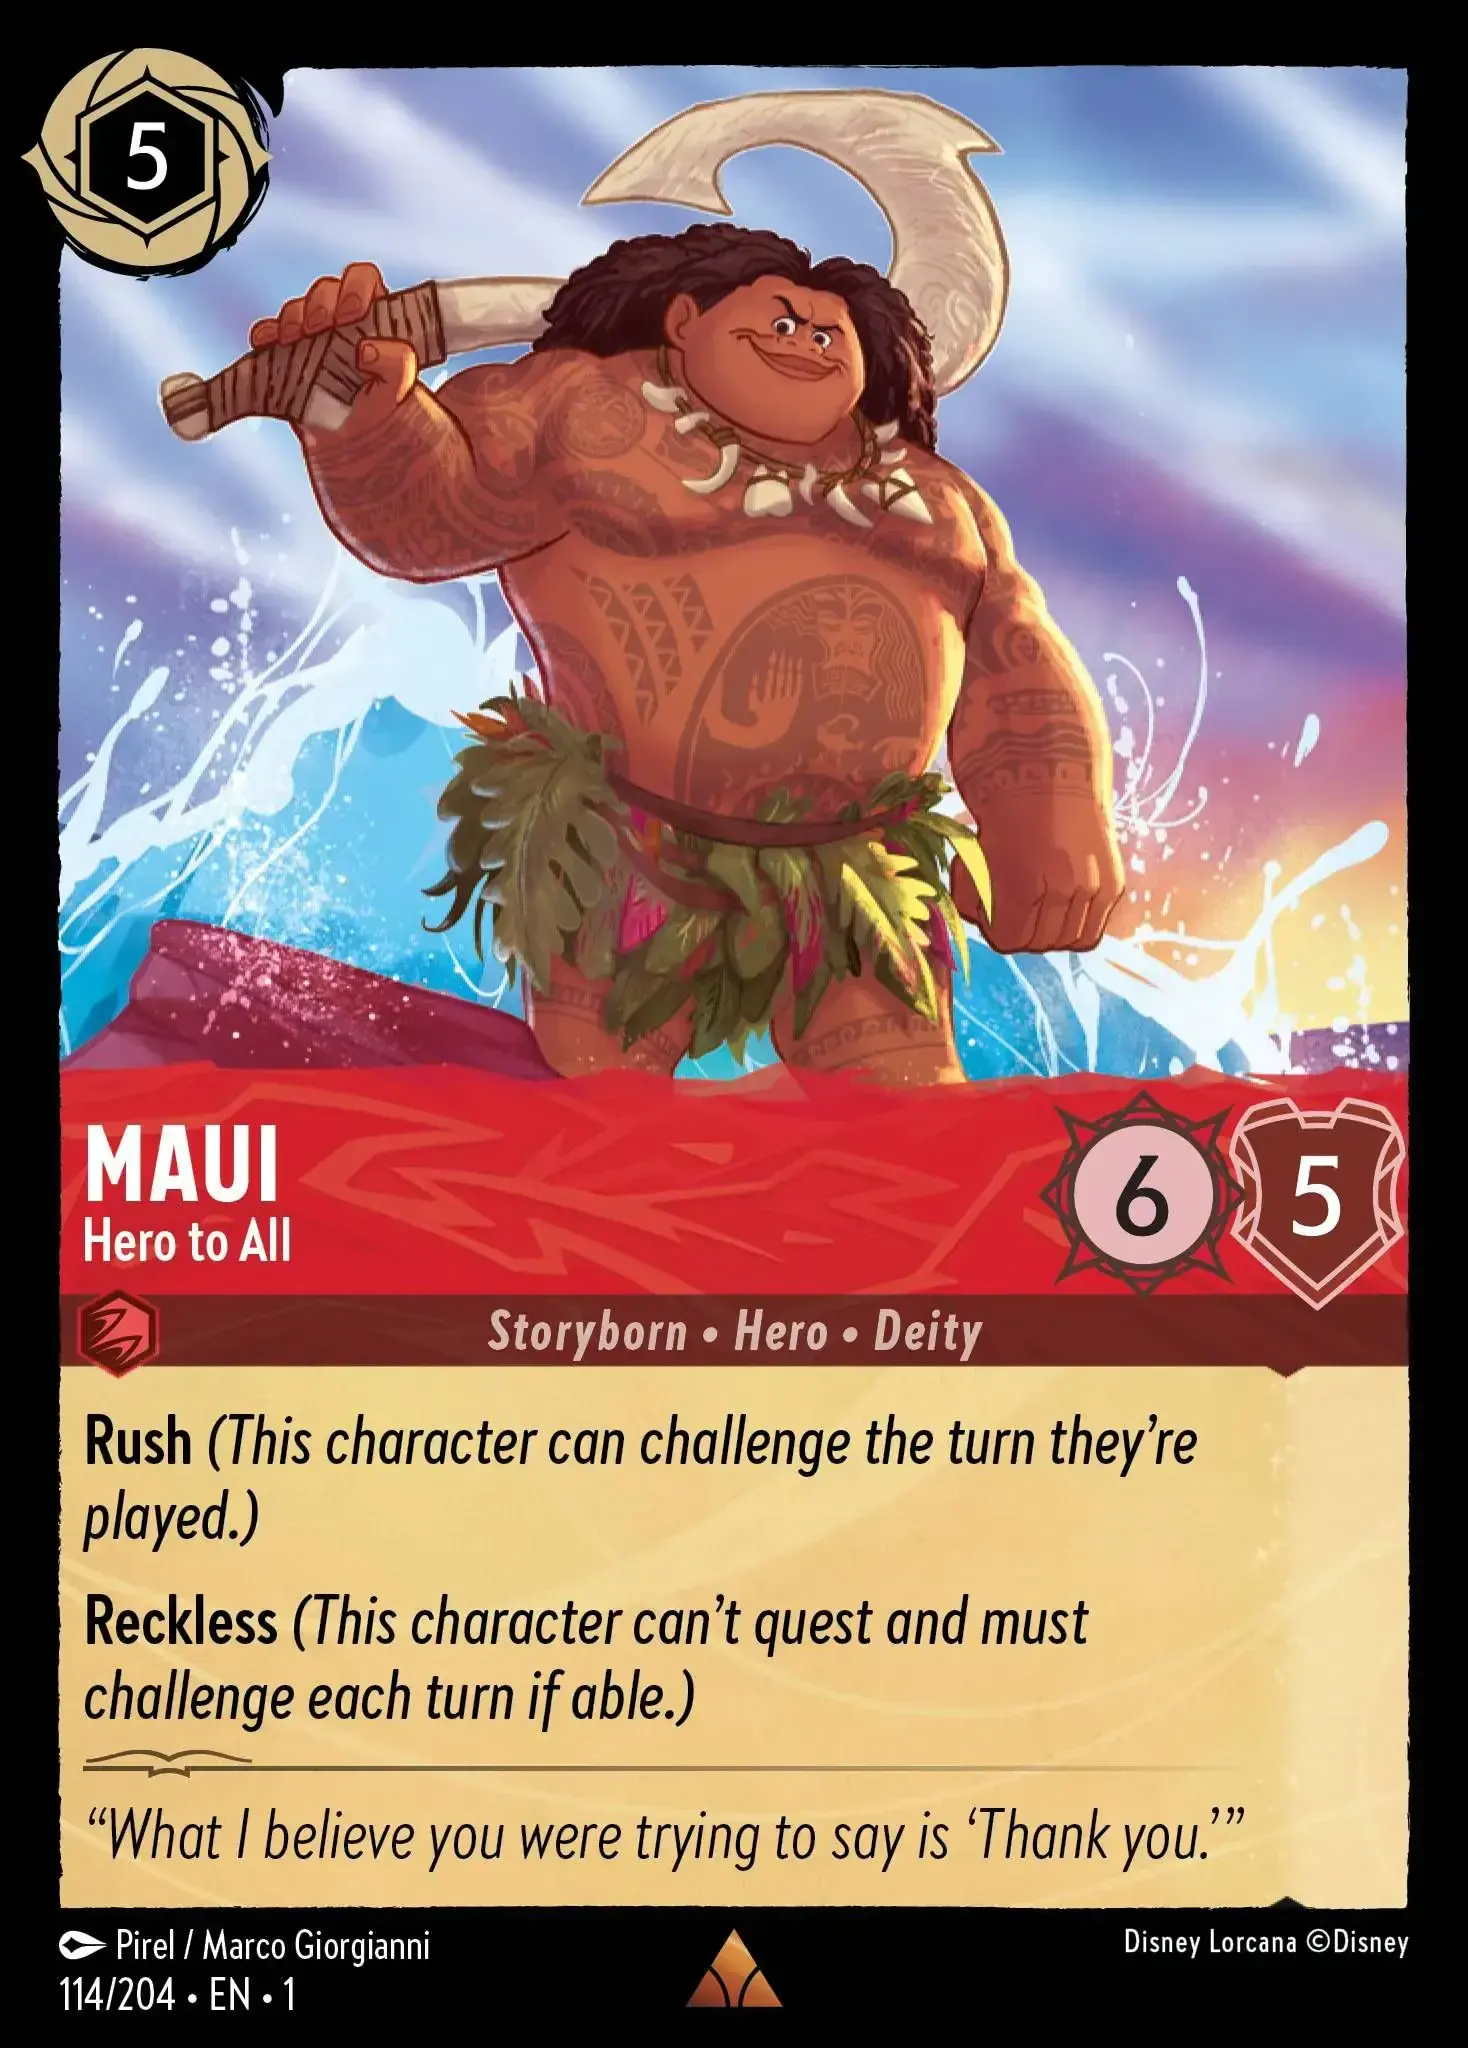 5
MAUI
Hero to All
6
5
Storyborn • Hero • Deity
Rush (This character can challenge the turn they’re
played.)
Reckless (This character can’t quest and must
challenge each turn if able.)
“What I believe you were trying to say is ‘Thank you.’”
Pirel / Marco Giorgianni
114/204 • EN • 1
Disney Lorcana ©Disney